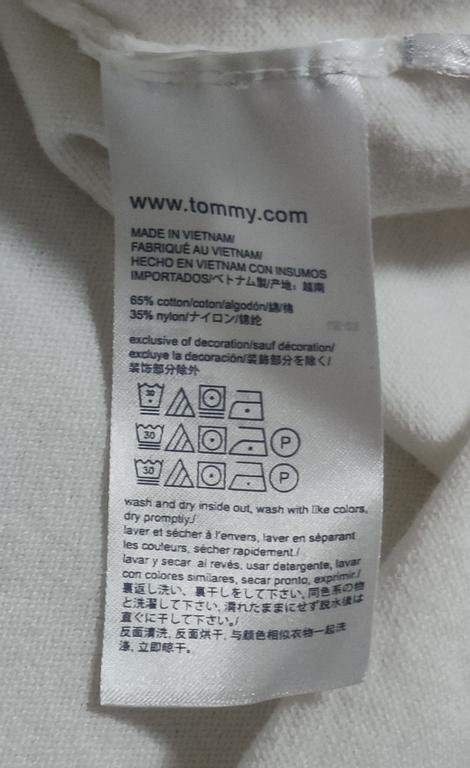 www.tommy.com
MADE IN VIETNAM/
FABRIQUÉ AU VIETNAM/
HECHO EN VIETNAM CON INSUMOS
IMPORTADOS/ベトナム製/产地：越南
65% cotton/coton/algodón/綿/棉
35% nylon/ナイロン/锦纶
exclusive of decoration/sauf décoration/
excluye la decoración/装飾部分を除く/
装饰部分除外
30
30 P
30 P
wash and dry inside out, wash with like colors,
dry promptly./
laver et sécher à l'envers, laver en séparant
les couleurs, sécher rapidement./
lavar y secar al revés, usar detergente, lavar
con colores similares, secar pronto, exprimir./
裏返し洗い、裏干しをして下さい, 同色系の物
と洗濯して下さい, 濡れたままにせず脱水後は
直ぐに干して下さい,/
反面清洗, 反面烘干, 与颜色相似衣物一起洗
涤, 立即晾干。